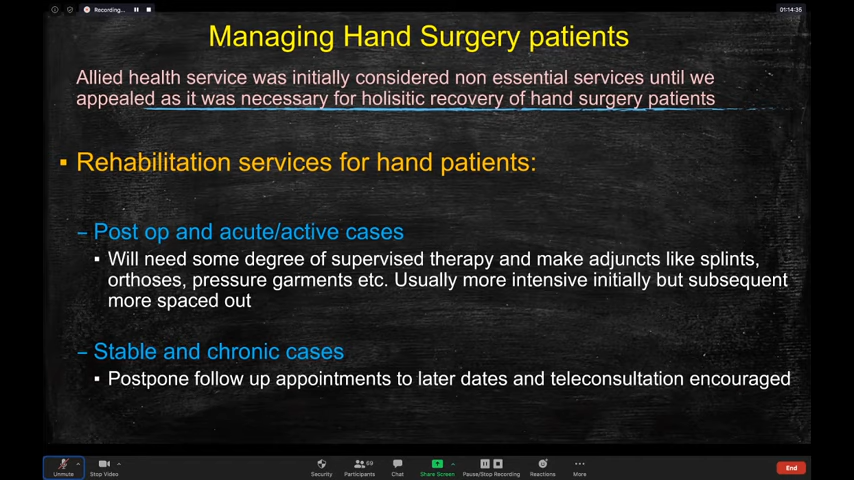 Recording...
01:14:35
Managing Hand Surgery patients
Allied health service was initially considered non essential services until we
appealed as it was necessary for holisitic recovery of hand surgery patients
▪ Rehabilitation services for hand patients:
– Post op and acute/active cases
▪ Will need some degree of supervised therapy and make adjuncts like splints,
orthoses, pressure garments etc. Usually more intensive initially but subsequent
more spaced out
– Stable and chronic cases
▪ Postpone follow up appointments to later dates and teleconsultation encouraged
Unmute Stop Video Security Participants 69 Chat Share Screen Pause/Stop Recording Reactions More End